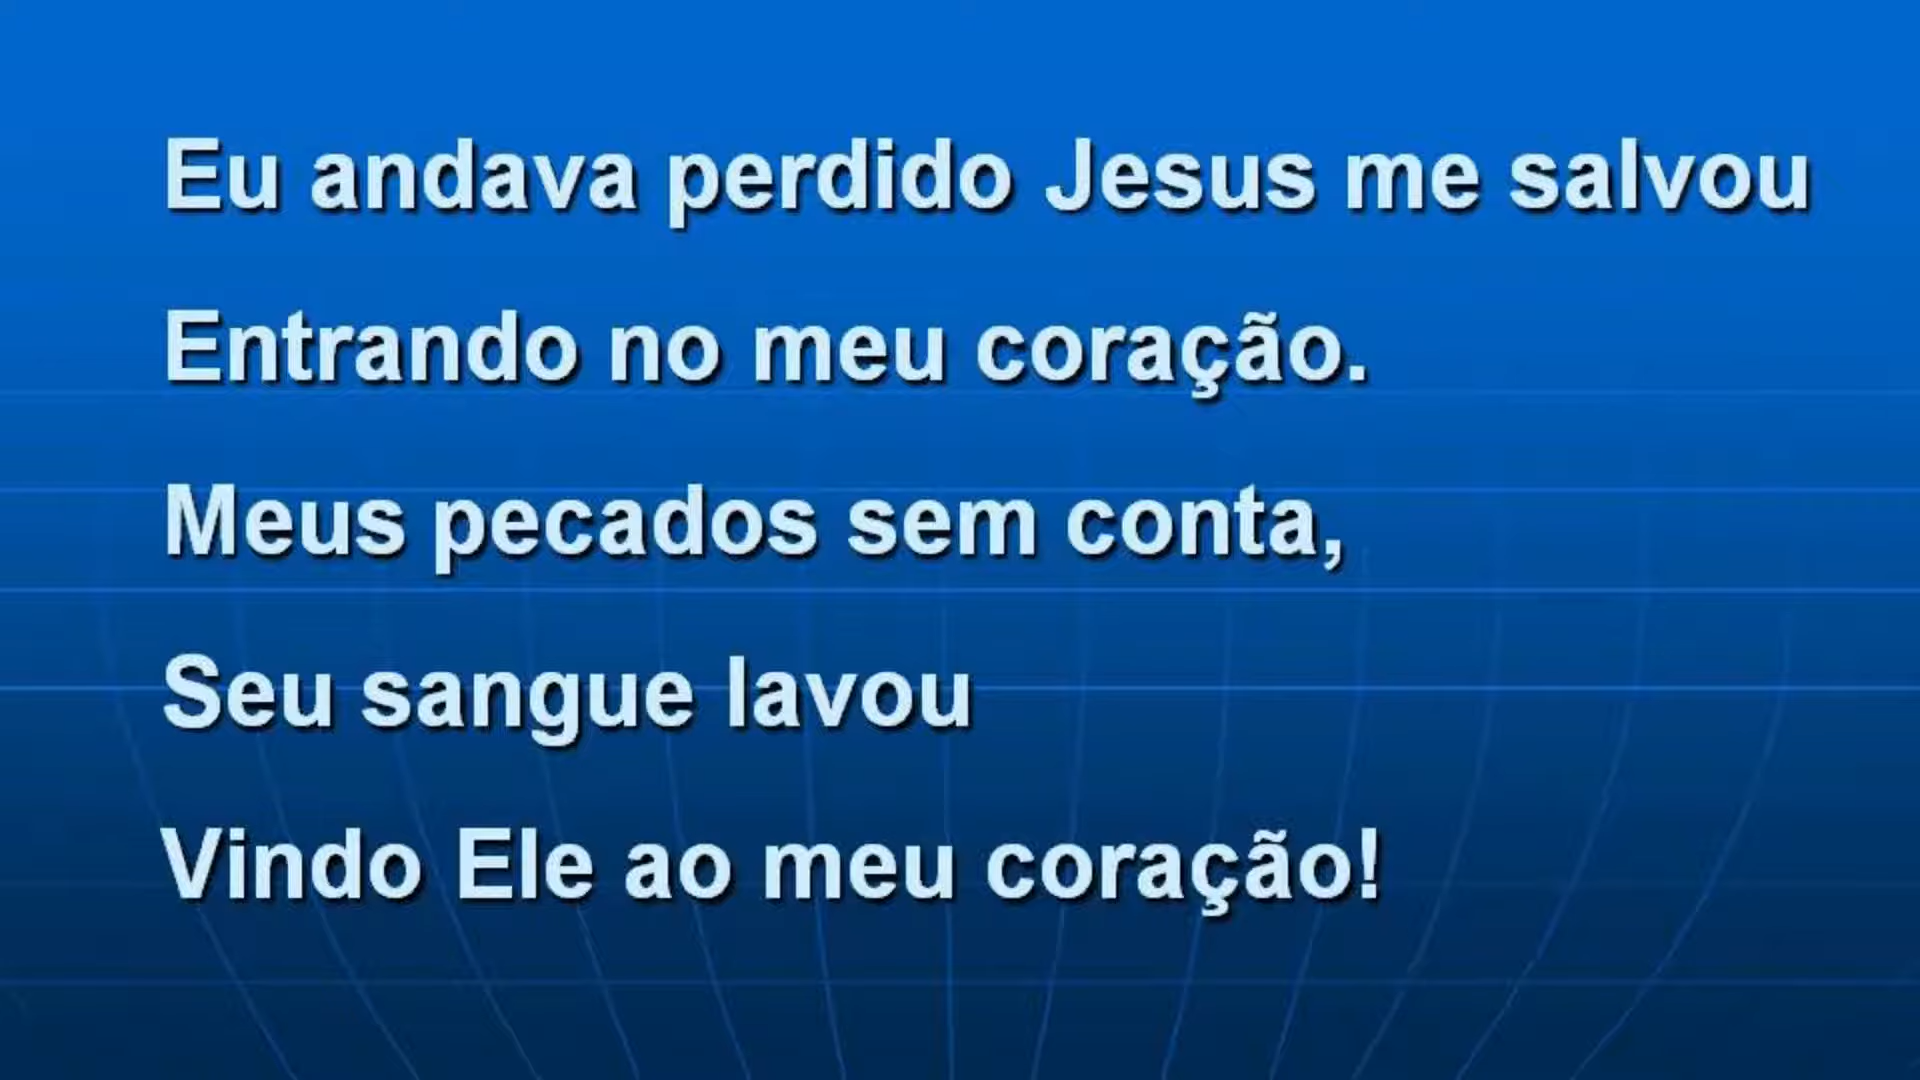 Eu andava perdido Jesus me salvou
Entrando no meu coração.
Meus pecados sem conta,
Seu sangue lavou
Vindo Ele ao meu coração!